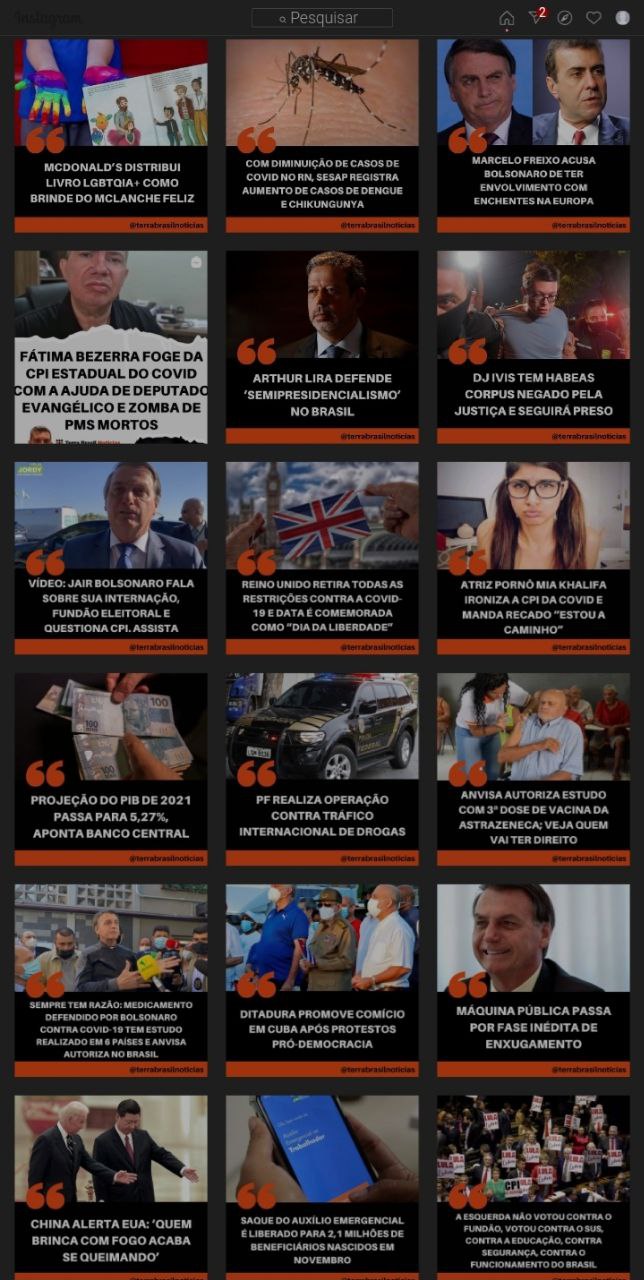 Instagram
Pesquisar
2
MCDONALD'S DISTRIBUI
LIVRO LGBTQIA+ COMO
BRINDE DO MCLANCHE FELIZ
@terrabrasilnoticias
COM DIMINUIÇÃO DE CASOS DE
COVID NO RN, SESAP REGISTRA
AUMENTO DE CASOS DE DENGUE
E CHIKUNGUNYA
@terrabrasilnoticias
MARCELO FREIXO ACUSA
BOLSONARO DE TER
ENVOLVIMENTO COM
ENCHENTES NA EUROPA
@terrabrasilnoticias
FÁTIMA BEZERRA FOGE DA
CPI ESTADUAL DO COVID
COM A AJUDA DE DEPUTADO
EVANGÉLICO E ZOMBA DE
PMS MORTOS
Terra Brasil Notícias
ARTHUR LIRA DEFENDE
‘SEMIPRESIDENCIALISMO’
NO BRASIL
@terrabrasilnoticias
DJ IVIS TEM HABEAS
CORPUS NEGADO PELA
JUSTIÇA E SEGUIRÁ PRESO
@terrabrasilnoticias
JORDY
VÍDEO: JAIR BOLSONARO FALA
SOBRE SUA INTERNAÇÃO,
FUNDÃO ELEITORAL E
QUESTIONA CPI. ASSISTA
@terrabrasilnoticias
REINO UNIDO RETIRA TODAS AS
RESTRIÇÕES CONTRA A COVID-
19 E DATA É COMEMORADA
COMO “DIA DA LIBERDADE”
@terrabrasilnoticias
ATRIZ PORNÔ MIA KHALIFA
IRONIZA A CPI DA COVID E
MANDA RECADO “ESTOU A
CAMINHO”
@terrabrasilnoticias
100
100
PROJEÇÃO DO PIB DE 2021
PASSA PARA 5,27%,
APONTA BANCO CENTRAL
@terrabrasilnoticias
PF REALIZA OPERAÇÃO
CONTRA TRÁFICO
INTERNACIONAL DE DROGAS
@terrabrasilnoticias
ANVISA AUTORIZA ESTUDO
COM 3ª DOSE DE VACINA DA
ASTRAZENECA; VEJA QUEM
VAI TER DIREITO
@terrabrasilnoticias
SEMPRE TEM RAZÃO: MEDICAMENTO
DEFENDIDO POR BOLSONARO
CONTRA COVID-19 TEM ESTUDO
REALIZADO EM 6 PAÍSES E ANVISA
AUTORIZA NO BRASIL
@terrabrasilnoticias
DITADURA PROMOVE COMÍCIO
EM CUBA APÓS PROTESTOS
PRÓ-DEMOCRACIA
@terrabrasilnoticias
MÁQUINA PÚBLICA PASSA
POR FASE INÉDITA DE
ENXUGAMENTO
@terrabrasilnoticias
CHINA ALERTA EUA: ‘QUEM
BRINCA COM FOGO ACABA
SE QUEIMANDO’
Trabalhador
SAQUE DO AUXÍLIO EMERGENCIAL
É LIBERADO PARA 2,1 MILHÕES DE
BENEFICIÁRIOS NASCIDOS EM
NOVEMBRO
LULA
CPI
A ESQUERDA NÃO VOTOU CONTRA O
FUNDÃO, VOTOU CONTRA O SUS,
CONTRA A EDUCAÇÃO, CONTRA
SEGURANÇA, CONTRA O
FUNCIONAMENTO DO BRASIL